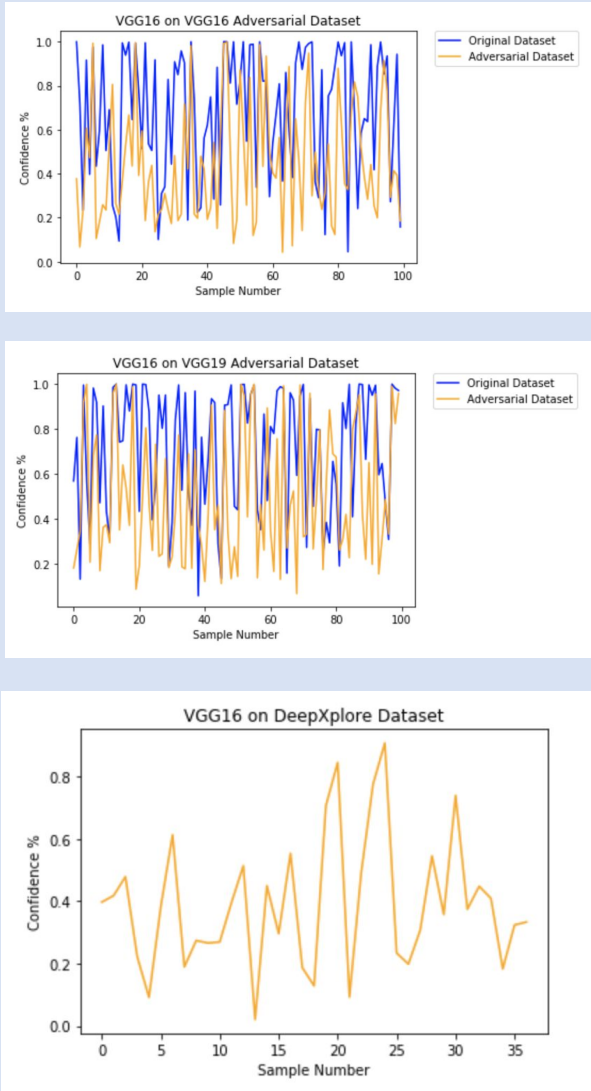 VGG16 on VGG16 Adversarial Dataset
Original Dataset
Adversarial Dataset
Confidence %
1.0
0.8
0.6
0.4
0.2
0.0
0 20 40 60 80 100
Sample Number
VGG16 on VGG19 Adversarial Dataset
Original Dataset
Adversarial Dataset
Confidence %
1.0
0.8
0.6
0.4
0.2
0 20 40 60 80 100
Sample Number
VGG16 on DeepXplore Dataset
Confidence %
0.8
0.6
0.4
0.2
0.0
0 5 10 15 20 25 30 35
Sample Number